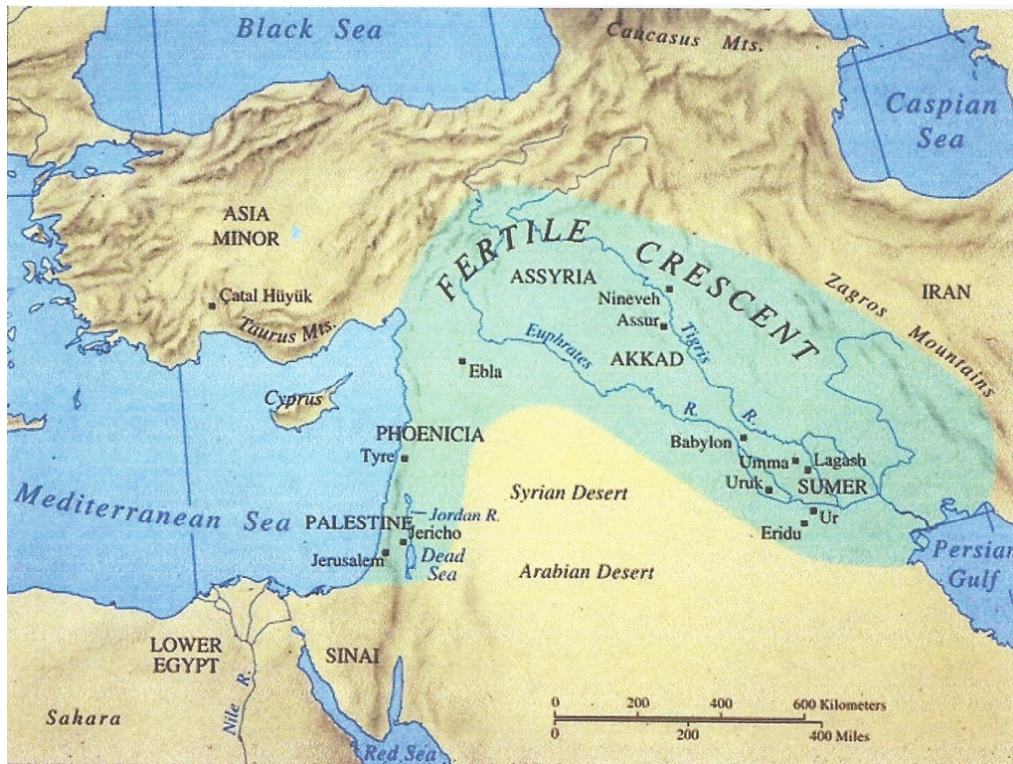 Black Sea
Caucasus Mts.
Caspian
Sea
ASIA
MINOR
FERTILE CRESCENT
ASSYRIA
Çatal Hüyük
Taurus Mts.
Nineveh
Assur
Zagros Mountains
IRAN
Euphrates R.
Tigris R.
AKKAD
Ebla
Cyprus
PHOENICIA
Tyre
Babylon
Umma
Lagash
Uruk
SUMER
Mediterranean Sea
Syrian Desert
PALESTINE
Jordan R.
Jericho
Ur
Eridu
Jerusalem
Dead
Sea
Arabian Desert
Persian
Gulf
LOWER
EGYPT
SINAI
Nile R.
Sahara
Red Sea
0 200 400 600 Kilometers
0 200 400 Miles